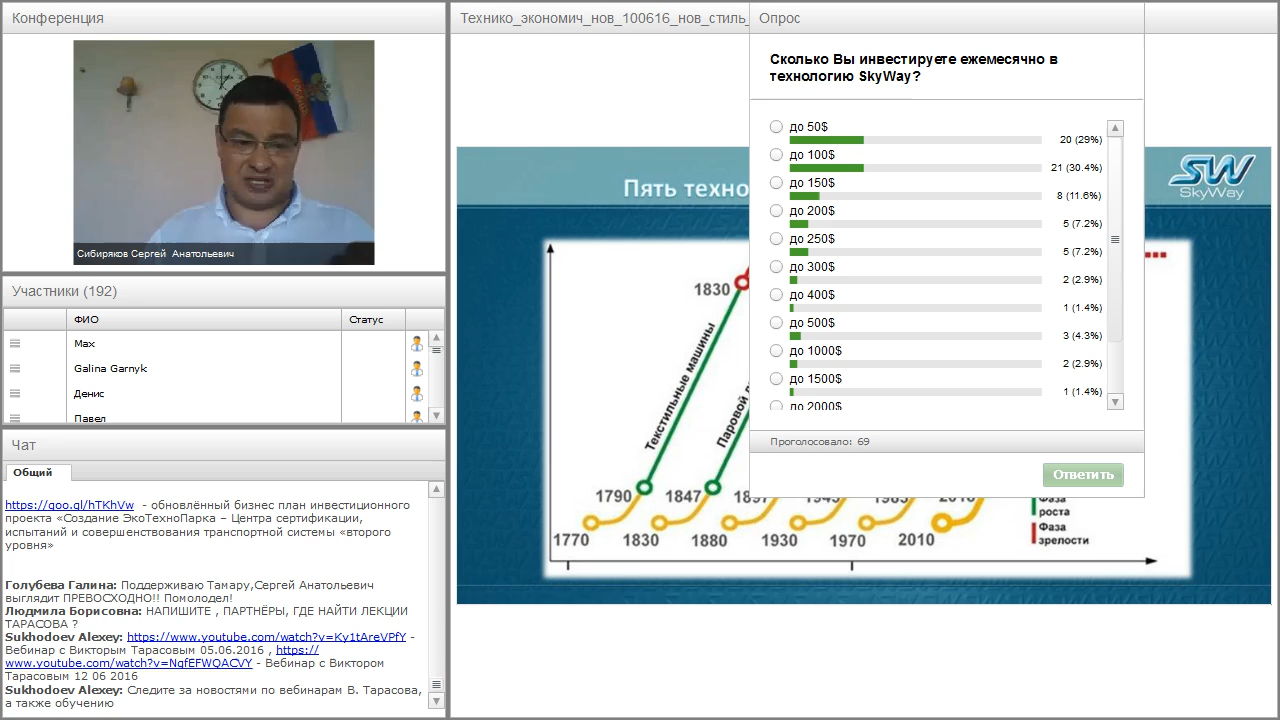 Конференция
Сибиряков Сергей Анатольевич
Участники (192)
ФИО
Статус
Max
Galina Garnyk
Денис
Павел
Чат
Общий
https://goo.gl/hTKhVw - обновлённый бизнес план инвестиционного
проекта «Создание ЭкоТехноПарка – Центра сертификации,
испытаний и совершенствования транспортной системы «второго
уровня»
Голубева Галина: Поддерживаю Тамару,Сергей Анатольевич
выглядит ПРЕВОСХОДНО!! Помолодел!
Людмила Борисовна: НАПИШИТЕ , ПАРТНЁРЫ, ГДЕ НАЙТИ ЛЕКЦИИ
ТАРАСОВА ?
Sukhodoev Alexey: https://www.youtube.com/watch?v=Ky1tAreVPfY -
Вебинар с Викторым Тарасовым 05.06.2016 , https://
www.youtube.com/watch?v=NqfEFWQACVY - Вебинар с Виктором
Тарасовым 12 06 2016
Sukhodoev Alexey: Следите за новостями по вебинарам В. Тарасова,
а также обучению
Технико_экономич_нов_100616_нов_стиль_
Пять техно
SW
SkyWay
1830
Текстильные машины
Паровой
1790
1847
1897
1945
1985
1770
1830
1880
1930
1970
2010
Фаза
роста
Фаза
зрелости
Опрос
Сколько Вы инвестируете ежемесячно в
технологию SkyWay?
до 50$
20 (29%)
до 100$
21 (30.4%)
до 150$
8 (11.6%)
до 200$
5 (7.2%)
до 250$
5 (7.2%)
до 300$
2 (2.9%)
до 400$
1 (1.4%)
до 500$
3 (4.3%)
до 1000$
2 (2.9%)
до 1500$
1 (1.4%)
до 2000$
Проголосовало: 69
Ответить